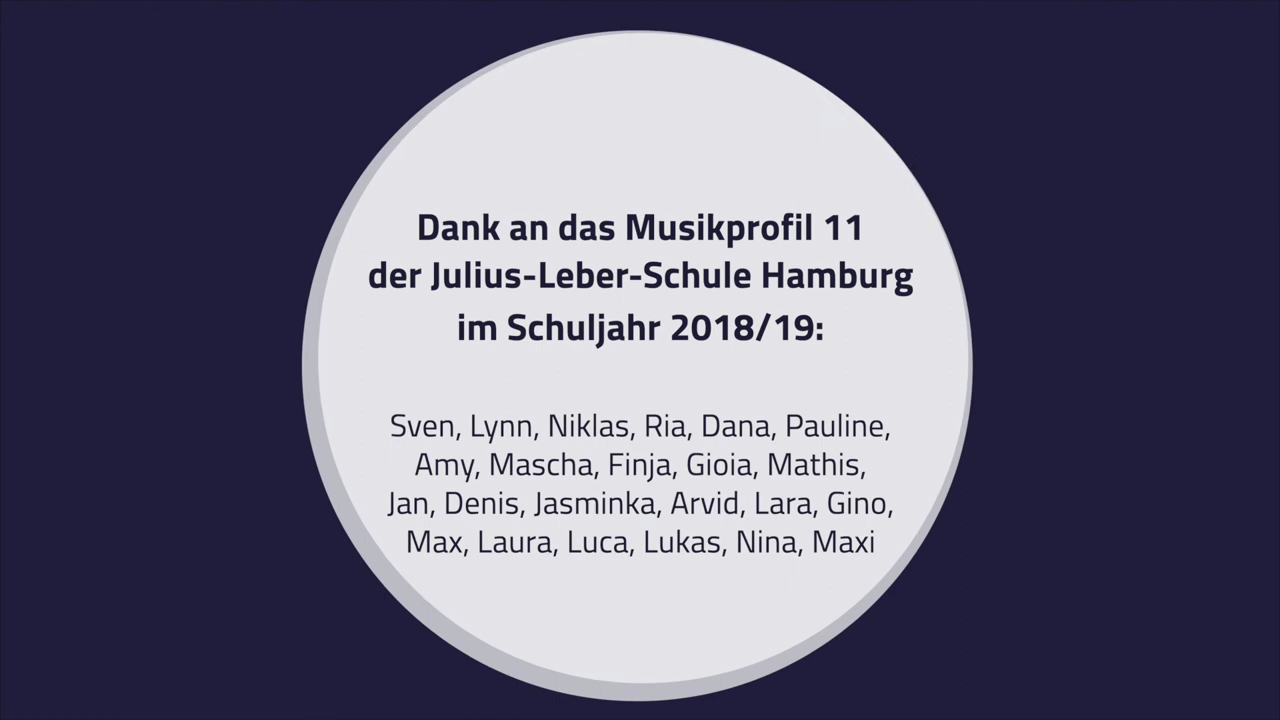 Dank an das Musikprofil 11
der Julius-Leber-Schule Hamburg
im Schuljahr 2018/19:
Sven, Lynn, Niklas, Ria, Dana, Pauline,
Amy, Mascha, Finja, Gioia, Mathis,
Jan, Denis, Jasminka, Arvid, Lara, Gino,
Max, Laura, Luca, Lukas, Nina, Maxi